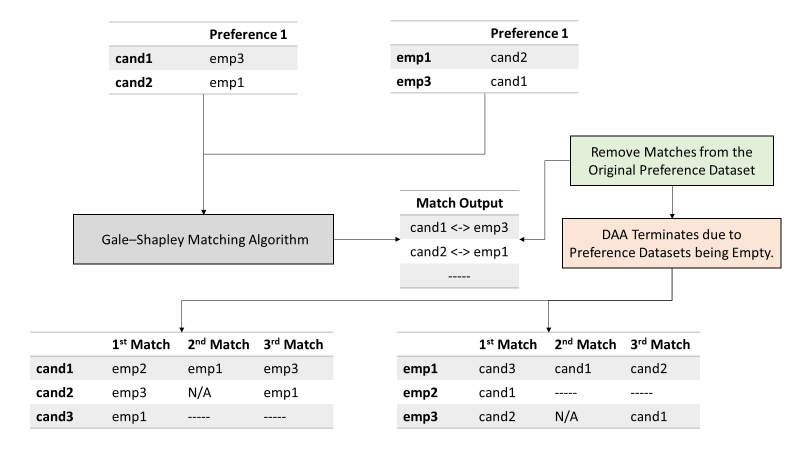 Preference 1
cand1 emp3
cand2 emp1
Preference 1
emp1 cand2
emp3 cand1
Remove Matches from the
Original Preference Dataset
Match Output
cand1 <-> emp3
cand2 <-> emp1
-----
Gale–Shapley Matching Algorithm
DAA Terminates due to
Preference Datasets being Empty.
1st Match 2nd Match 3rd Match
cand1 emp2 emp1 emp3
cand2 emp3 N/A emp1
cand3 emp1 ----- -----
1st Match 2nd Match 3rd Match
emp1 cand3 cand1 cand2
emp2 cand1 ----- -----
emp3 cand2 N/A cand1